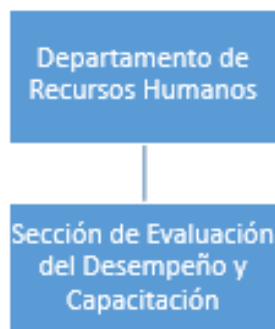 Departamento de
Recursos Humanos
Sección de Evaluación
del Desempeño y
Capacitación